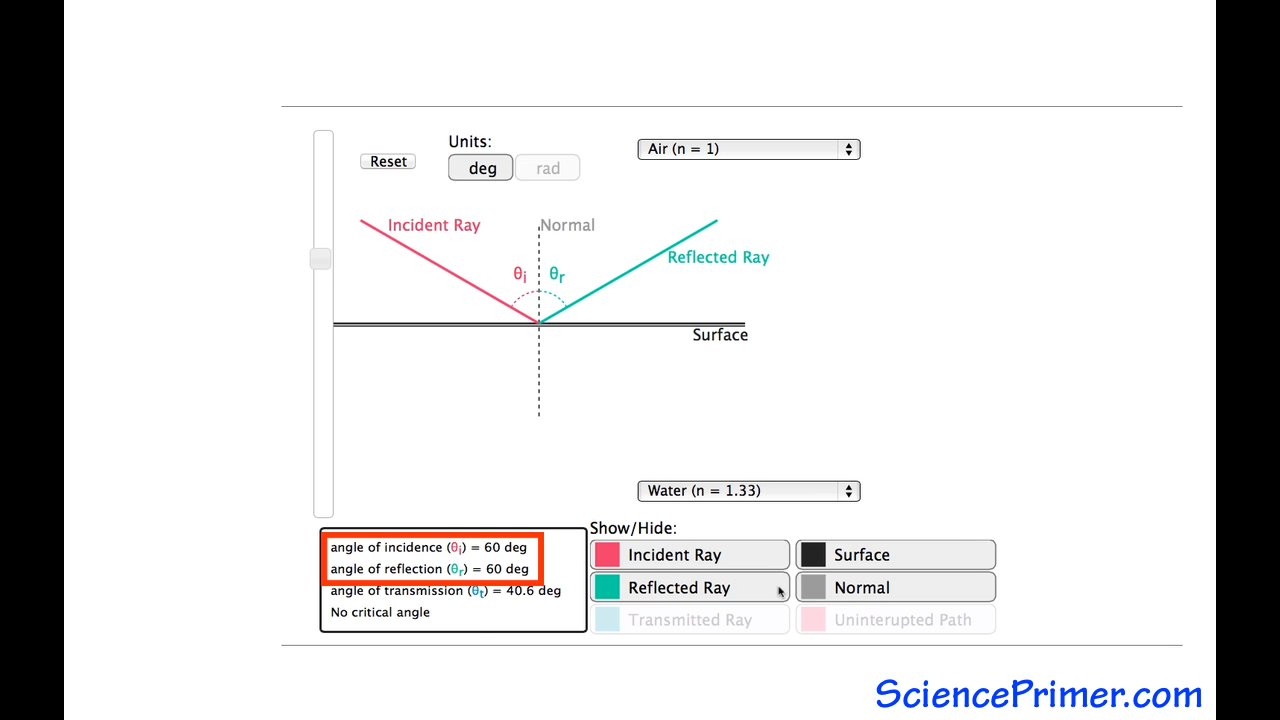 Units:
Reset
deg
rad
Air (n = 1)
Incident Ray
Normal
Reflected Ray
θi
θr
Surface
Water (n = 1.33)
Show/Hide:
angle of incidence (θi) = 60 deg
angle of reflection (θr) = 60 deg
angle of transmission (θt) = 40.6 deg
No critical angle
Incident Ray
Surface
Reflected Ray
Normal
Transmitted Ray
Uninterrupted Path
SciencePrimer.com